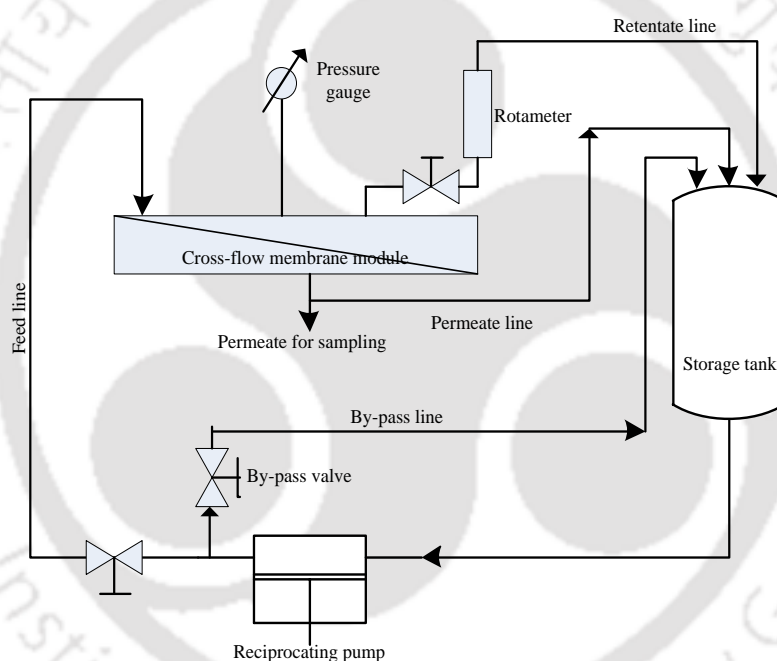 Retentate line
Pressure
gauge
Rotameter
Cross-flow membrane module
Feed line
Permeate line
Permeate for sampling
Storage tank
By-pass line
By-pass valve
Reciprocating pump